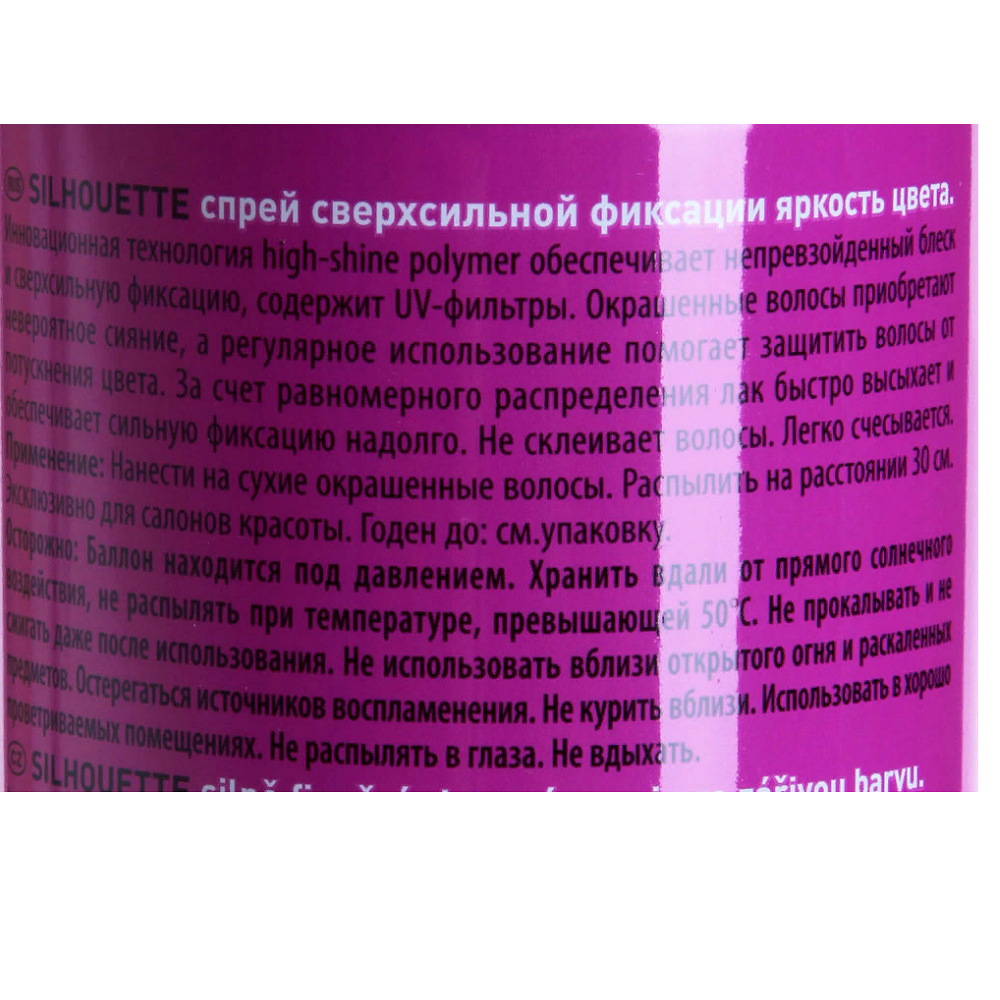 RUS SILHOUETTE спрей сверхсильной фиксации яркость цвета.
Инновационная технология high-shine polymer обеспечивает непревзойденный блеск
и сверхсильную фиксацию, содержит UV-фильтры. Окрашенные волосы приобретают
невероятное сияние, а регулярное использование помогает защитить волосы от
потускнения цвета. За счет равномерного распределения лак быстро высыхает и
обеспечивает сильную фиксацию надолго. Не склеивает волосы. Легко счесывается.
Применение: Нанести на сухие окрашенные волосы. Распылить на расстоянии 30 см.
Эксклюзивно для салонов красоты. Годен до: см.упаковку.
Осторожно: Баллон находится под давлением. Хранить вдали от прямого солнечного
воздействия, не распылять при температуре, превышающей 50°C. Не прокалывать и не
сжигать даже после использования. Не использовать вблизи открытого огня и раскаленных
предметов. Остерегаться источников воспламенения. Не курить вблизи. Использовать в хорошо
проветриваемых помещениях. Не распылять в глаза. Не вдыхать.
CZ SILHOUETTE silně zářivou barvu.